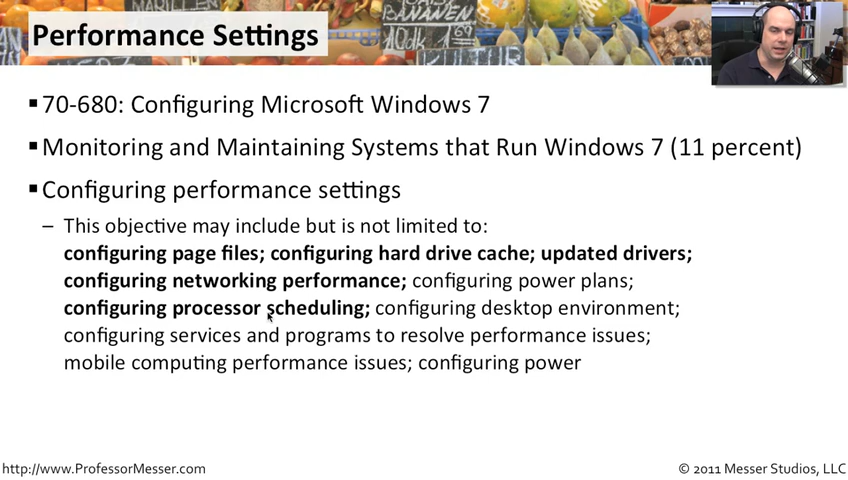 MARILLEN
BANANEN
KULTUR
Performance Settings
▪70-680: Configuring Microsoft Windows 7
▪Monitoring and Maintaining Systems that Run Windows 7 (11 percent)
▪Configuring performance settings
– This objective may include but is not limited to:
configuring page files; configuring hard drive cache; updated drivers;
configuring networking performance; configuring power plans;
configuring processor scheduling; configuring desktop environment;
configuring services and programs to resolve performance issues;
mobile computing performance issues; configuring power
http://www.ProfessorMesser.com
© 2011 Messer Studios, LLC